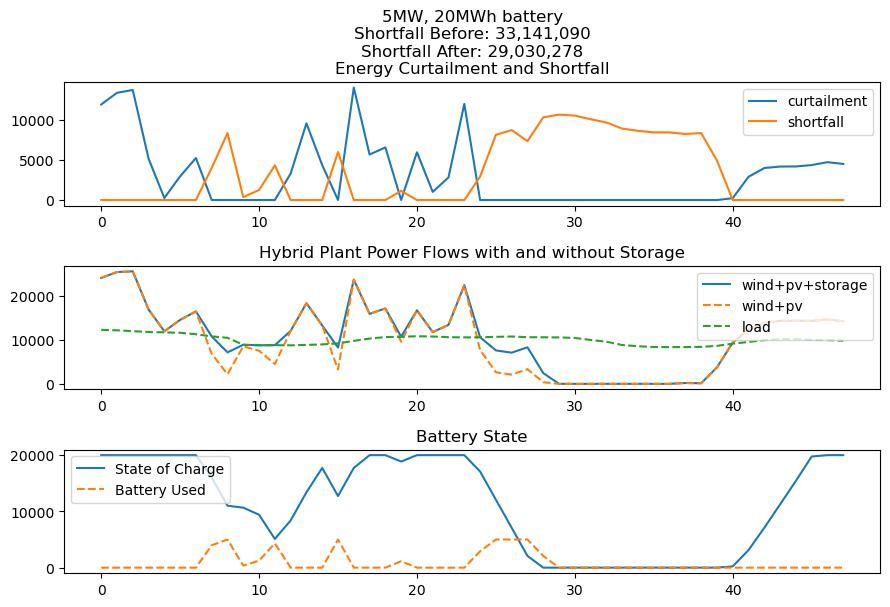 5MW, 20MWh battery
Shortfall Before: 33,141,090
Shortfall After: 29,030,278
Energy Curtailment and Shortfall
10000
5000
0
curtailment
shortfall
0 10 20 30 40
Hybrid Plant Power Flows with and without Storage
20000
10000
0
wind+pv+storage
wind+pv
load
0 10 20 30 40
Battery State
20000
10000
0
State of Charge
Battery Used
0 10 20 30 40